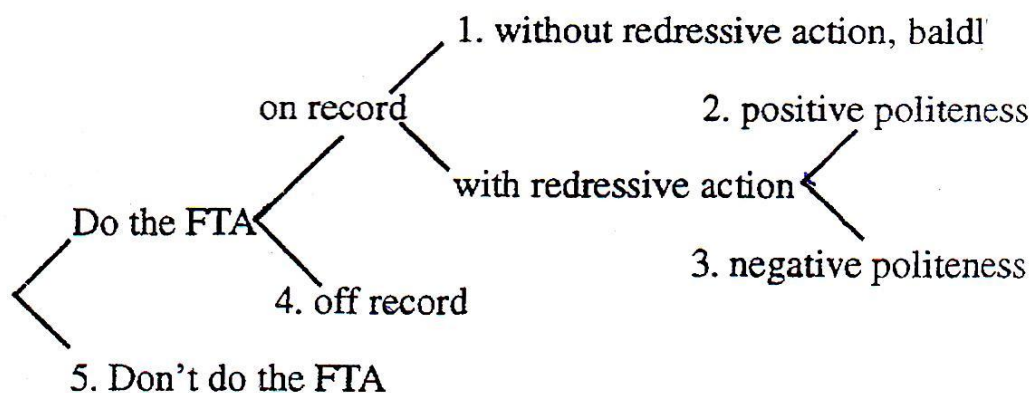 1. without redressive action, baldl
on record
2. positive politeness
with redressive action
Do the FTA
3. negative politeness
4. off record
5. Don't do the FTA